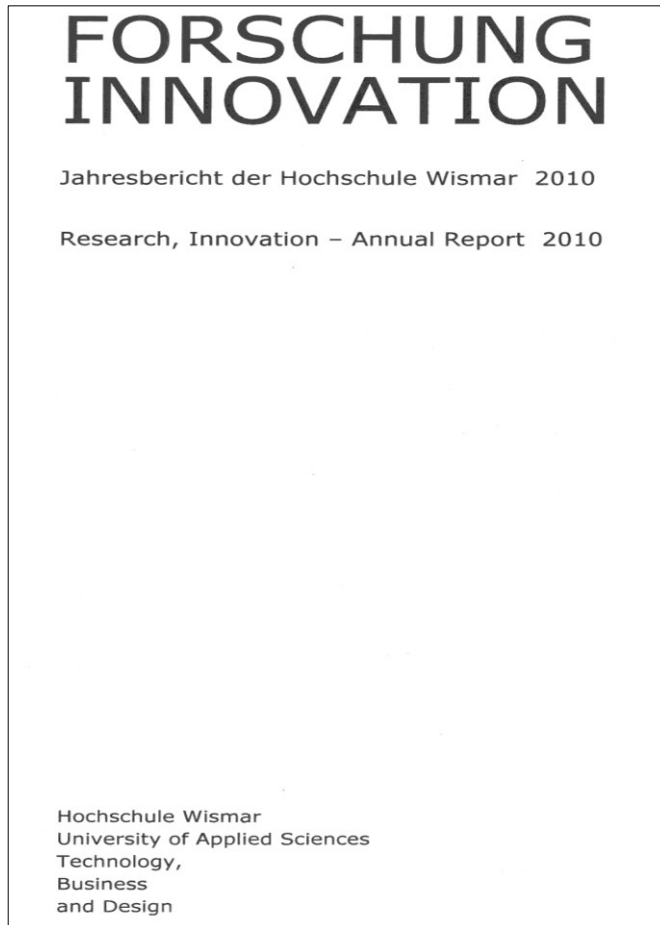 FORSCHUNG
INNOVATION
Jahresbericht der Hochschule Wismar 2010
Research, Innovation – Annual Report 2010
Hochschule Wismar
University of Applied Sciences
Technology,
Business
and Design